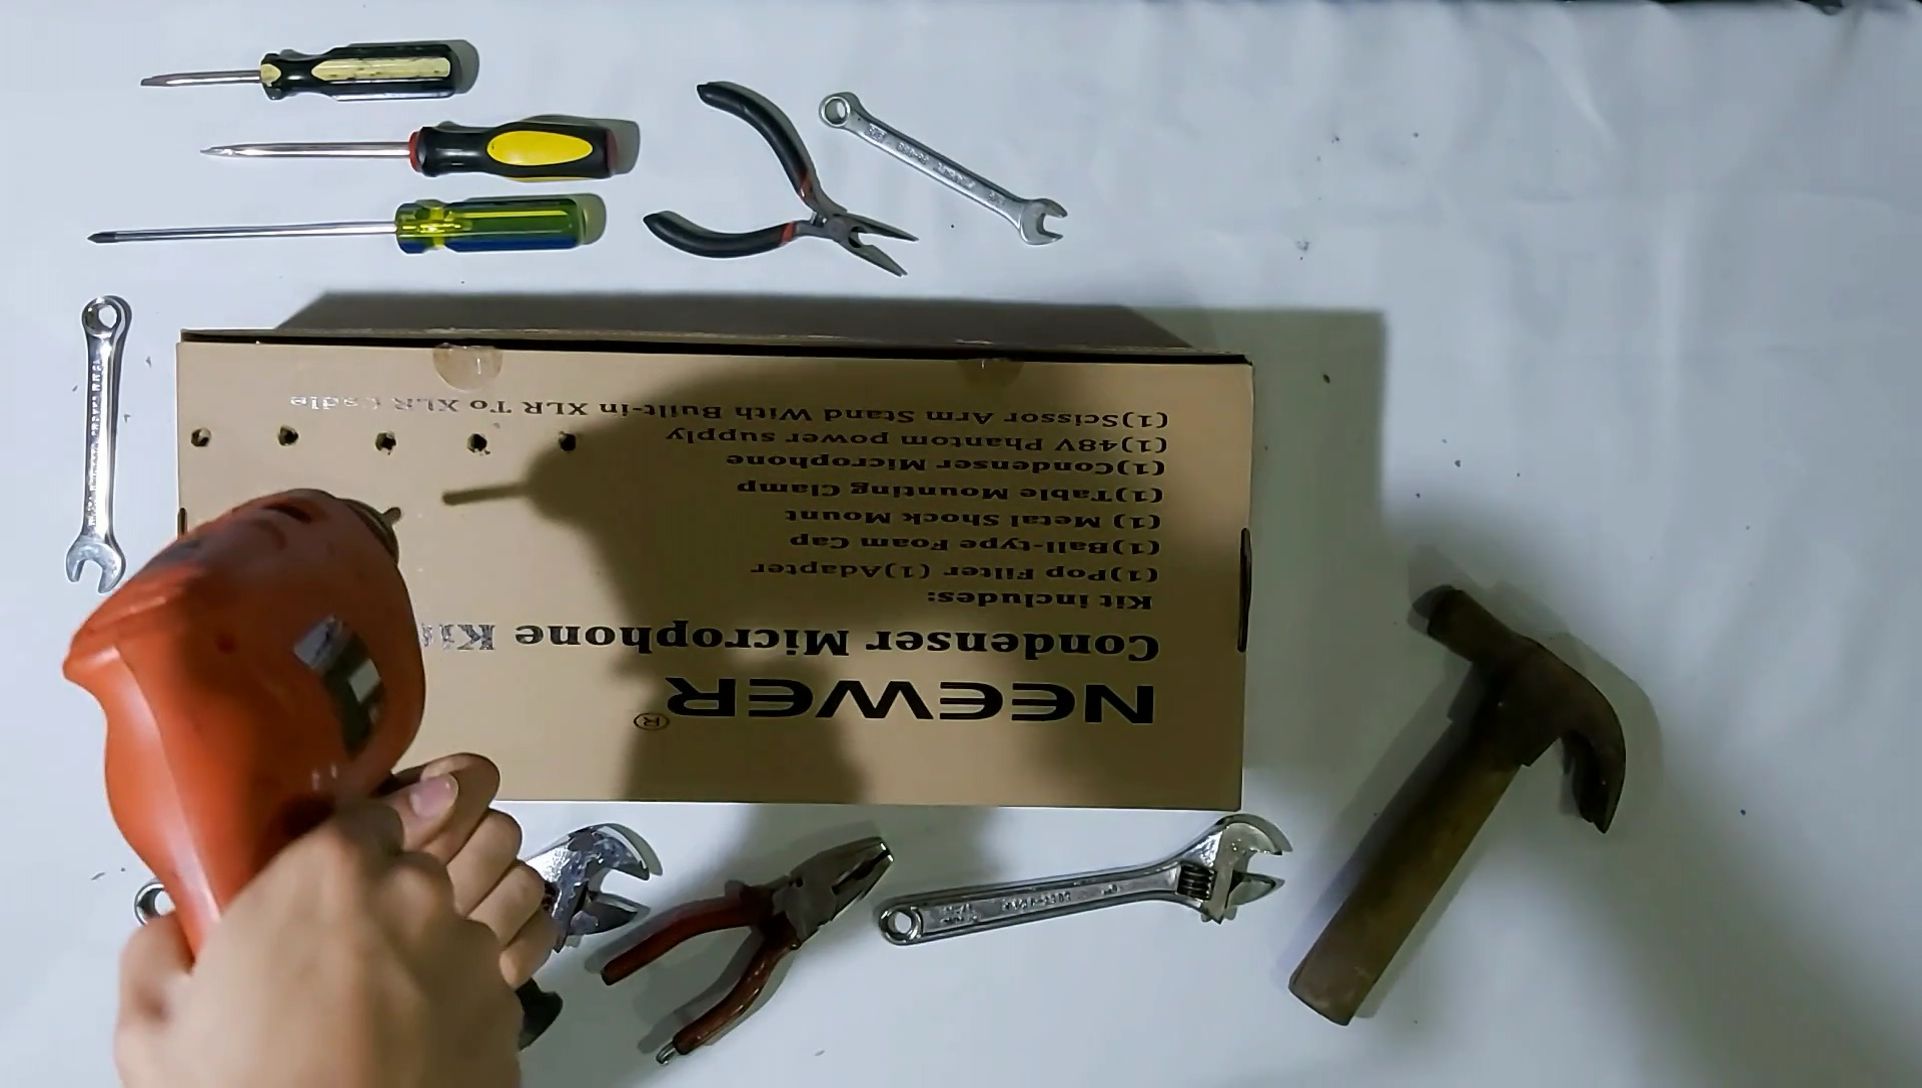 NEEWER®
Condenser Microphone Kit
Kit includes:
(1)Pop Filter (1)Adapter
(1)Ball-type Foam Cap
(1) Metal Shock Mount
(1)Table Mounting Clamp
(1)Condenser Microphone
(1)48V Phantom power supply
(1)Scissor Arm Stand With Built-in XLR To XLR Cable